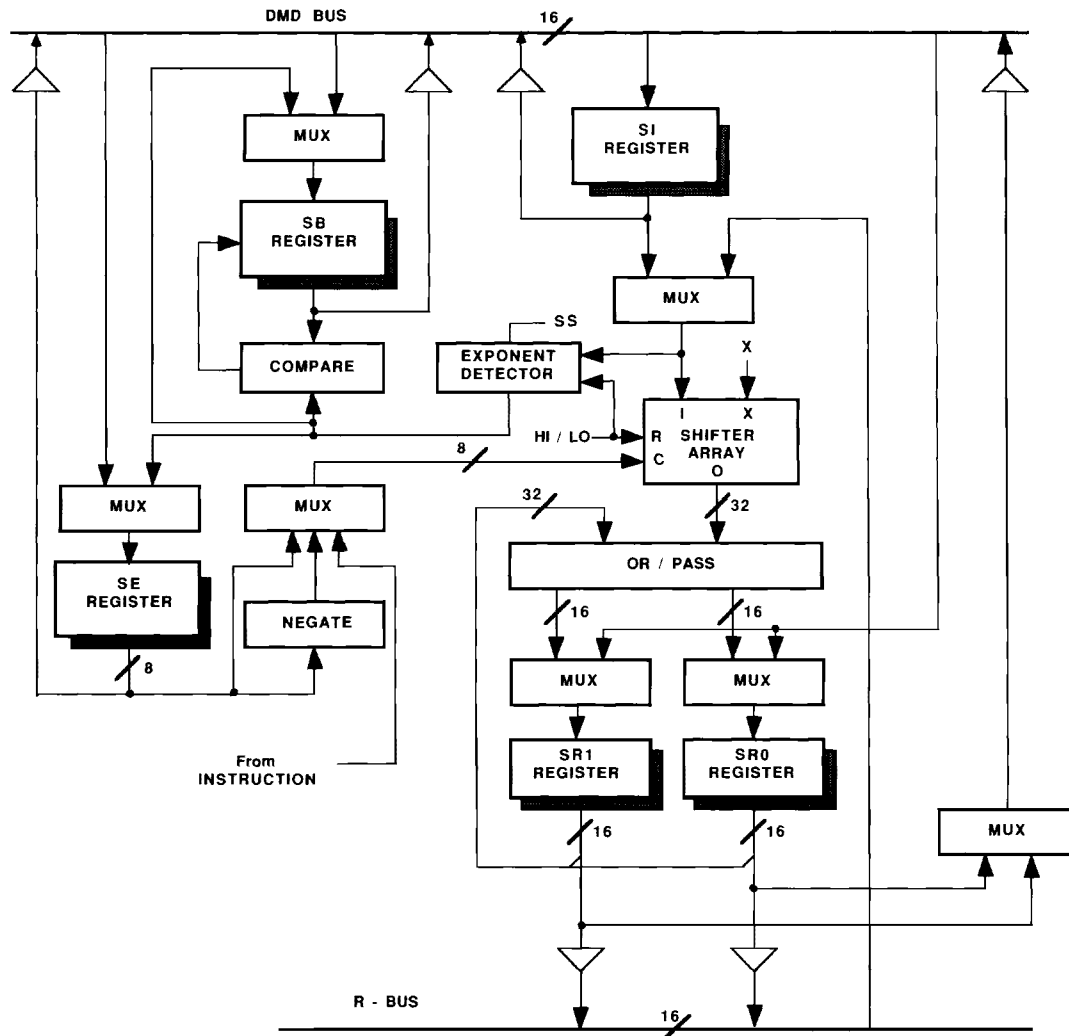 DMD BUS
16
MUX
SI
REGISTER
SB
REGISTER
MUX
SS
COMPARE
EXPONENT
DETECTOR
X
I X
HI / LO
R SHIFTER
ARRAY
C
O
8
MUX
MUX
32
32
OR / PASS
SE
REGISTER
NEGATE
16
16
8
MUX
MUX
From
INSTRUCTION
SR1
REGISTER
SR0
REGISTER
16
16
MUX
R - BUS
16